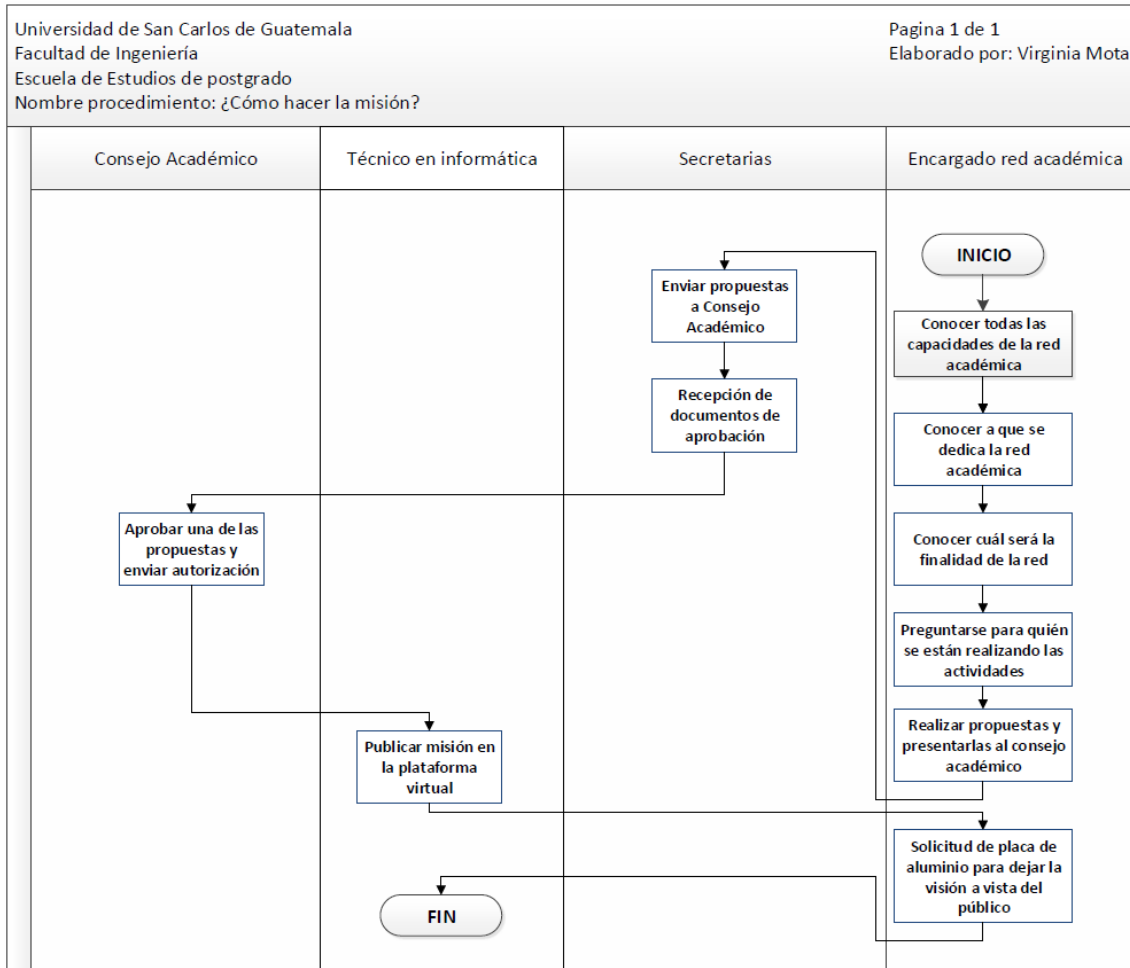 Universidad de San Carlos de Guatemala
Facultad de Ingeniería
Escuela de Estudios de postgrado
Nombre procedimiento: ¿Cómo hacer la misión?
Pagina 1 de 1
Elaborado por: Virginia Mota
Consejo Académico
Técnico en informática
Secretarias
Encargado red académica
INICIO
Conocer todas las
capacidades de la red
académica
Conocer a que se
dedica la red
académica
Conocer cuál será la
finalidad de la red
Preguntarse para quién
se están realizando las
actividades
Realizar propuestas y
presentarlas al consejo
académico
Enviar propuestas
a Consejo
Académico
Recepción de
documentos de
aprobación
Aprobar una de las
propuestas y
enviar autorización
Publicar misión en
la plataforma
virtual
Solicitud de placa de
aluminio para dejar la
visión a vista del
público
FIN